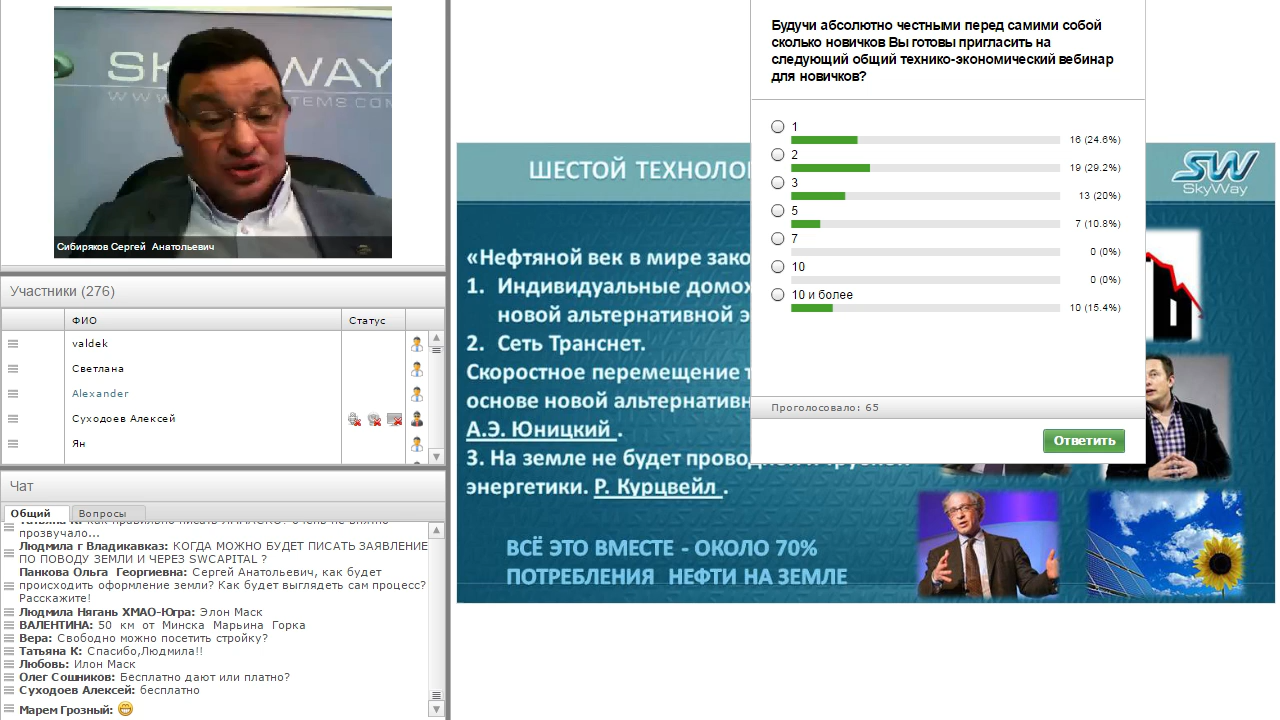 SKYWAY
Сибиряков Сергей Анатольевич
Участники (276)
ФИО
Статус
valdek
Светлана
Alexander
Суходоев Алексей
Ян
Чат
Общий
Вопросы
прозвучало...
Людмила г Владикавказ: КОГДА МОЖНО БУДЕТ ПИСАТЬ ЗАЯВЛЕНИЕ
ПО ПОВОДУ ЗЕМЛИ И ЧЕРЕЗ SWCAPITAL ?
Панкова Ольга Георгиевна: Сергей Анатольевич, как будет
происходить оформление земли? Как будет выглядеть сам процесс?
Расскажите!
Людмила Нягань ХМАО-Югра: Элон Маск
ВАЛЕНТИНА: 50 км от Минска Марьина Горка
Вера: Свободно можно посетить стройку?
Татьяна К: Спасибо,Людмила!!
Любовь: Илон Маск
Олег Сошников: Бесплатно дают или платно?
Суходоев Алексей: бесплатно
Марем Грозный:
ШЕСТОЙ ТЕХНОЛО
SW
SkyWay
«Нефтяной век в мире зако
1. Индивидуальные домох
новой альтернативной э
2. Сеть Транснет.
Скоростное перемещение т
основе новой альтернативн
А.Э. Юницкий .
3. На земле не будет провод
энергетики. Р. Курцвейл .
ВСЁ ЭТО ВМЕСТЕ - ОКОЛО 70%
ПОТРЕБЛЕНИЯ НЕФТИ НА ЗЕМЛЕ
Будучи абсолютно честными перед самими собой
сколько новичков Вы готовы пригласить на
следующий общий технико-экономический вебинар
для новичков?
1
16 (24.6%)
2
19 (29.2%)
3
13 (20%)
5
7 (10.8%)
7
0 (0%)
10
0 (0%)
10 и более
10 (15.4%)
Проголосовало: 65
Ответить